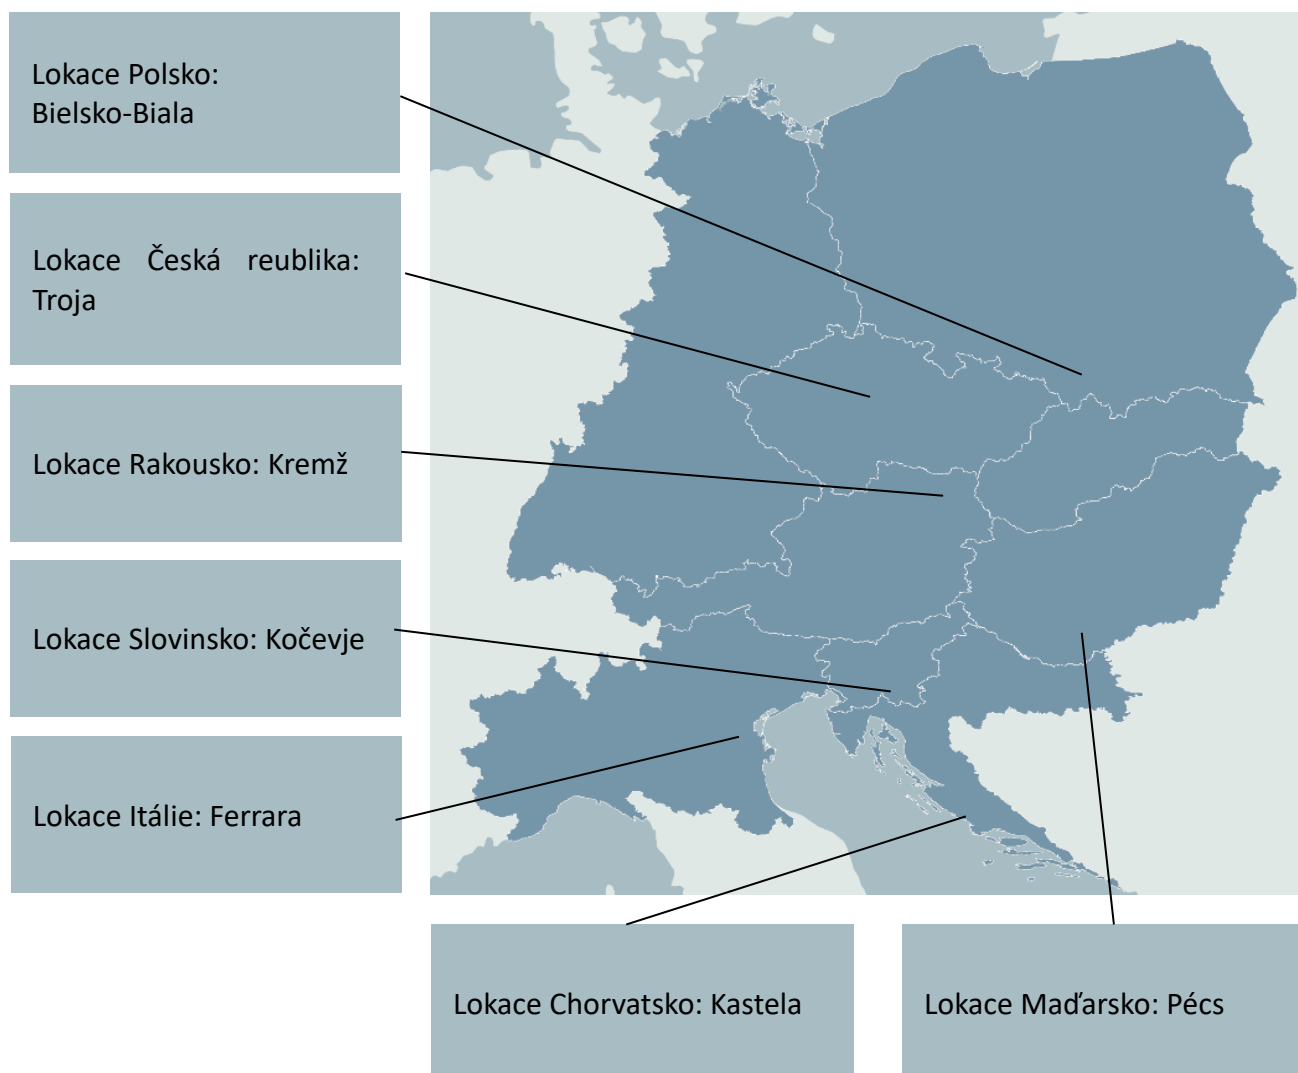 Lokace Polsko:
Bielsko-Biala
Lokace Česká reublika:
Troja
Lokace Rakousko: Kremž
Lokace Slovinsko: Kočevje
Lokace Itálie: Ferrara
Lokace Chorvatsko: Kastela
Lokace Maďarsko: Pécs